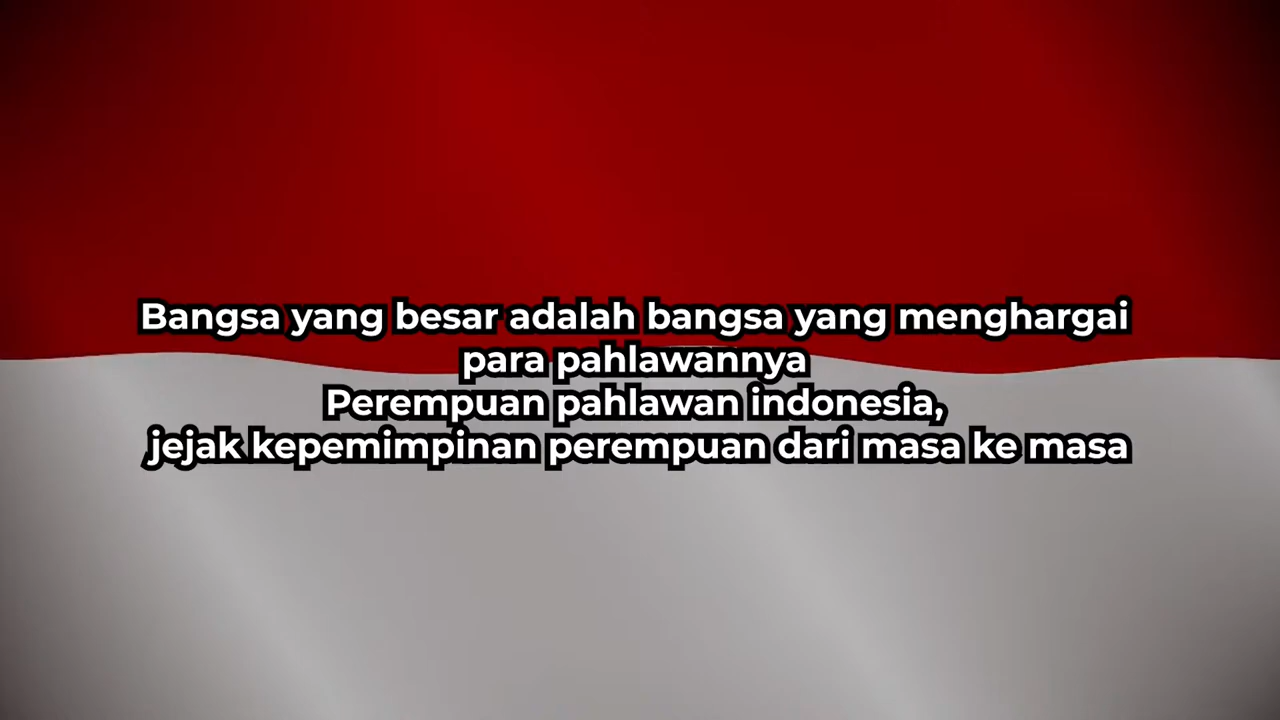 Bangsa yang besar adalah bangsa yang menghargai
para pahlawannya
Perempuan pahlawan indonesia,
jejak kepemimpinan perempuan dari masa ke masa